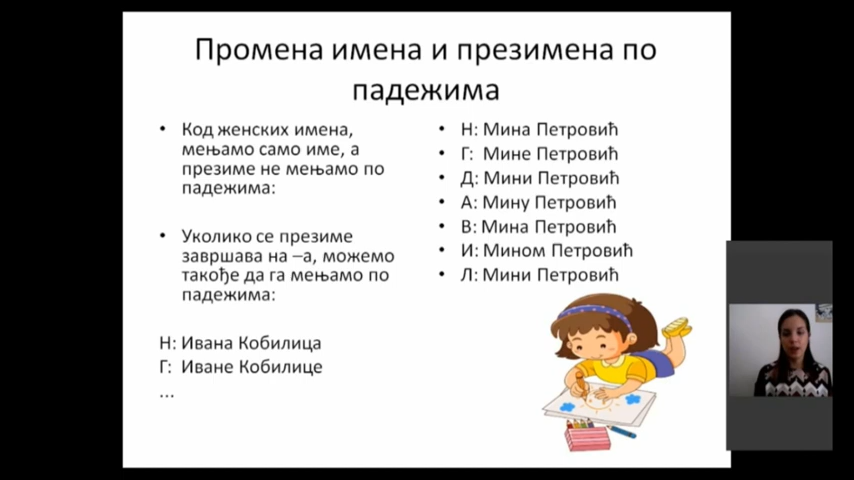 Промена имена и презимена по
падежима
• Код женских имена,
мењамо само име, а
презиме не мењамо по
падежима:
• Уколико се презиме
завршава на –а, можемо
такође да га мењамо по
падежима:
Н: Ивана Кобилица
Г: Иване Кобилице
...
• Н: Мина Петровић
• Г: Мине Петровић
• Д: Мини Петровић
• А: Мину Петровић
• В: Мина Петровић
• И: Мином Петровић
• Л: Мини Петровић